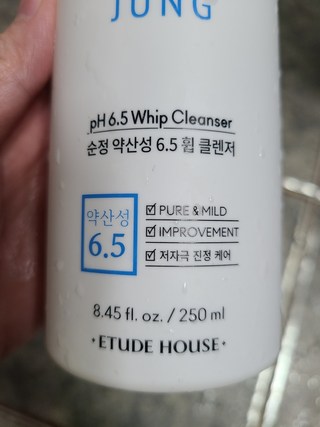 JUNG
pH 6.5 Whip Cleanser
순정 약산성 6.5 휩 클렌저
약산성
6.5
☑ PURE & MILD
☑ IMPROVEMENT
☑ 저자극 진정 케어
8.45 fl. oz. / 250 ml
·ETUDE HOUSE·